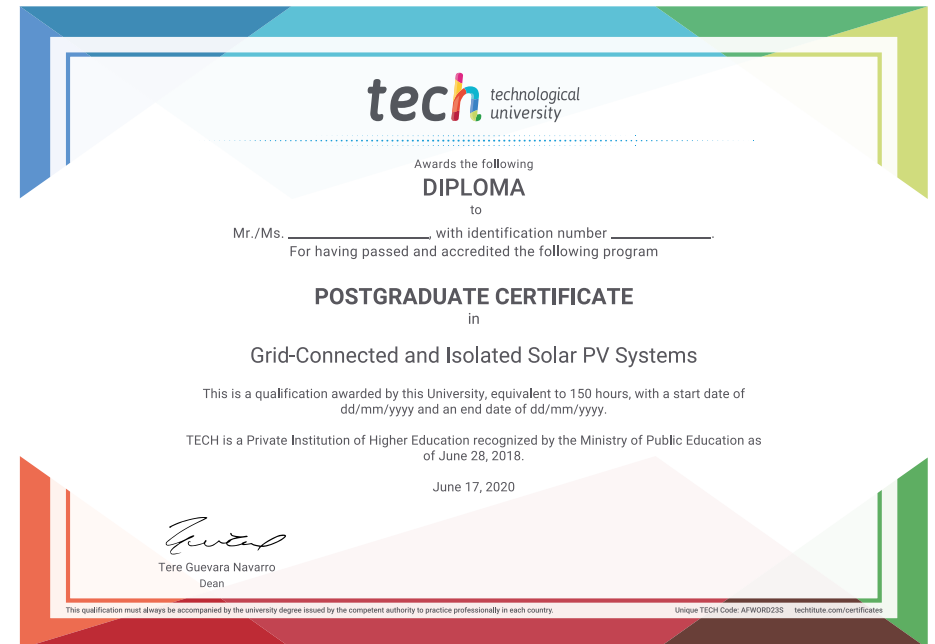 tech technological
university
Awards the following
DIPLOMA
to
Mr./Ms. ____________________, with identification number ______________.
For having passed and accredited the following program
POSTGRADUATE CERTIFICATE
in
Grid-Connected and Isolated Solar PV Systems
This is a qualification awarded by this University, equivalent to 150 hours, with a start date of
dd/mm/yyyy and an end date of dd/mm/yyyy.
TECH is a Private Institution of Higher Education recognized by the Ministry of Public Education as
of June 28, 2018.
June 17, 2020
Tere Guevara Navarro
Dean
This qualification must always be accompanied by the university degree issued by the competent authority to practice professionally in each country.
Unique TECH Code: AFWORD23S techtitute.com/certificates